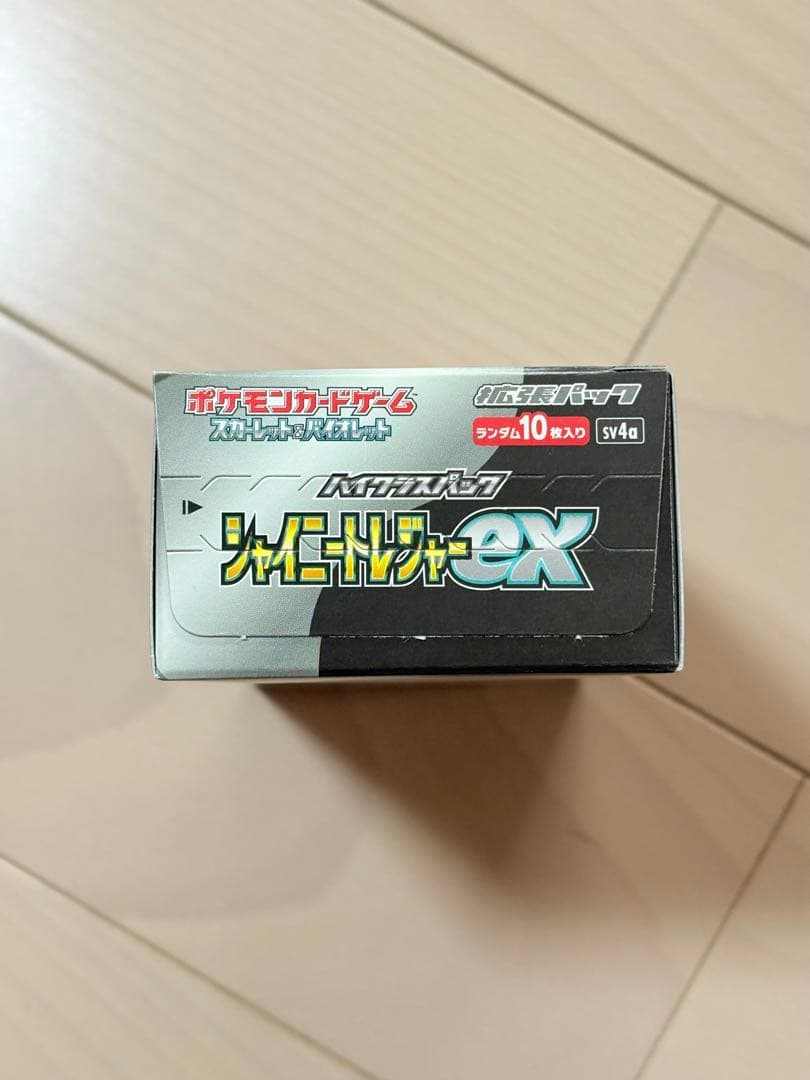 ポケモンカードゲーム
スカーレット&バイオレット
拡張パック
ランダム10枚入り
SV4a
ハイクラスパック
シャイニートレジャーex